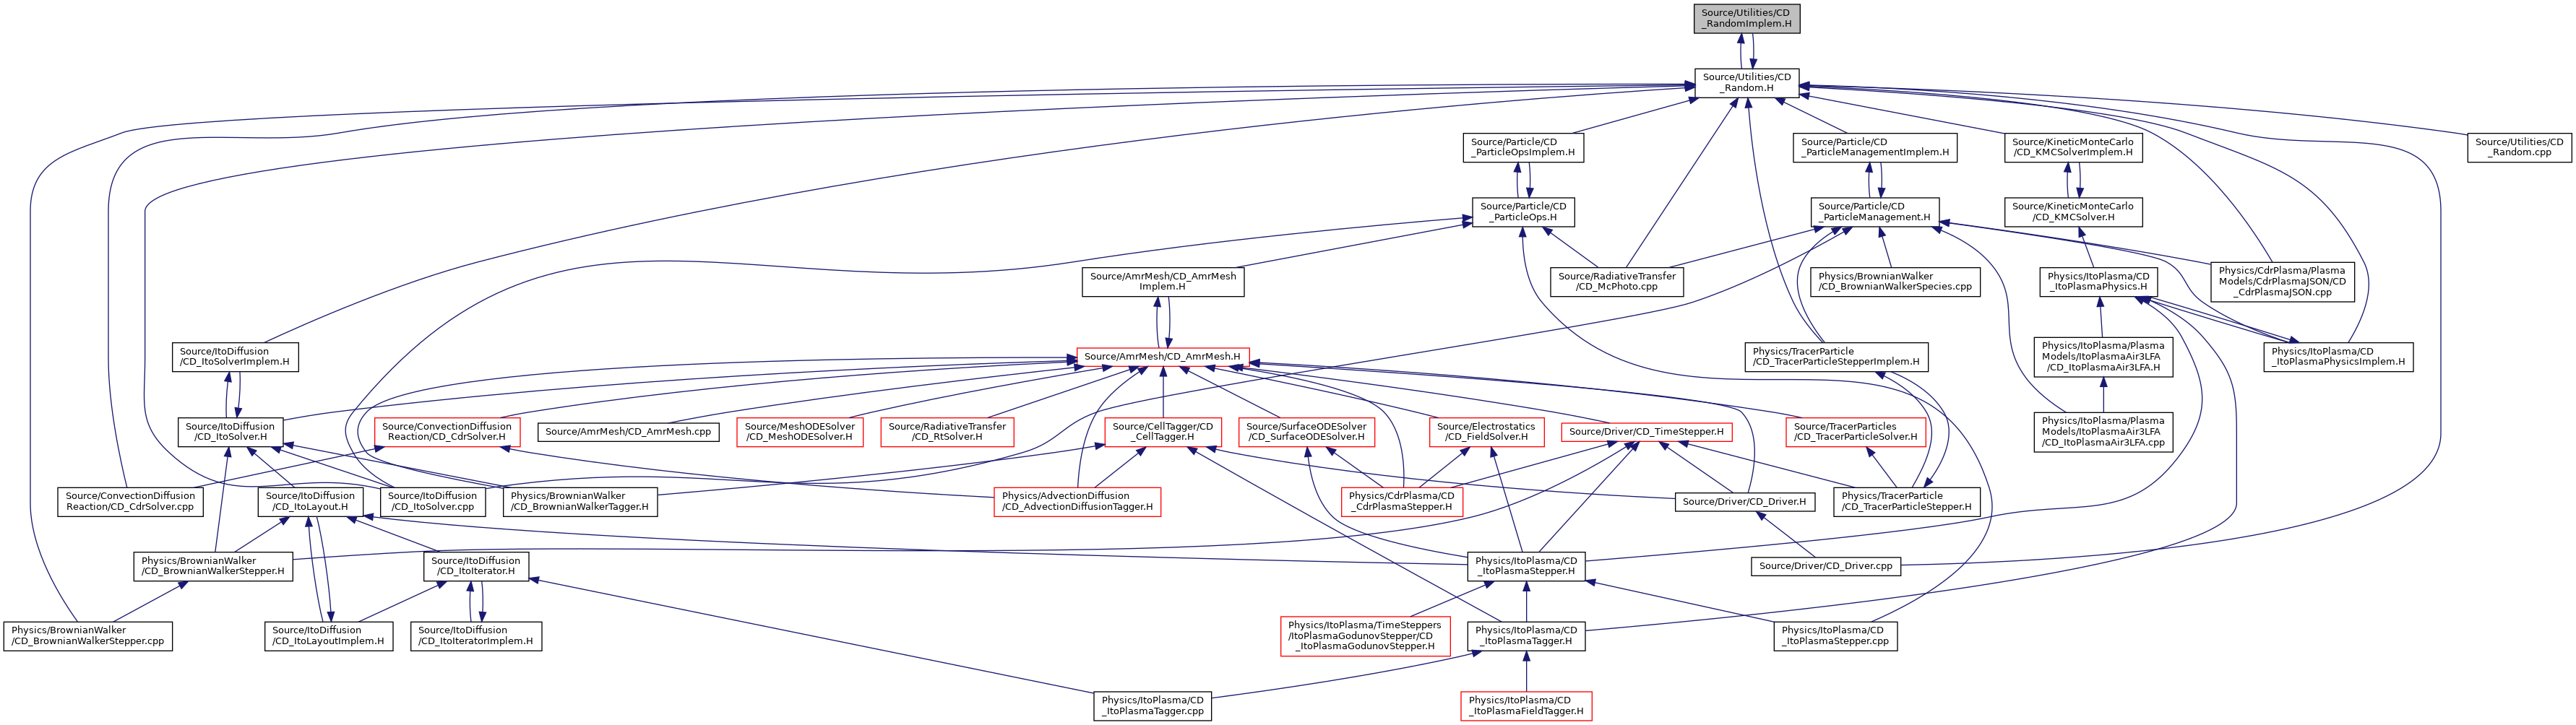 Source/Utilities/CD
_RandomImplem.H
Source/Utilities/CD
_Random.H
Source/Particle/CD
_ParticleOpsImplem.H
Source/Particle/CD
_ParticleManagementImplem.H
Source/KineticMonteCarlo
/CD_KMCSolverImplem.H
Source/Utilities/CD
_Random.cpp
Source/Particle/CD
_ParticleOps.H
Source/Particle/CD
_ParticleManagement.H
Source/KineticMonteCarlo
/CD_KMCSolver.H
Source/AmrMesh/CD_AmrMesh
Implem.H
Source/RadiativeTransfer
/CD_McPhoto.cpp
Physics/BrownianWalker
/CD_BrownianWalkerSpecies.cpp
Physics/ItoPlasma/CD
_ItoPlasmaPhysics.H
Physics/CdrPlasma/Plasma
Models/CdrPlasmaJSON/CD
_CdrPlasmaJSON.cpp
Source/ItoDiffusion
/CD_ItoSolverImplem.H
Source/AmrMesh/CD_AmrMesh.H
Physics/TracerParticle
/CD_TracerParticleStepperImplem.H
Physics/ItoPlasma/Plasma
Models/ItoPlasmaAir3LFA
/CD_ItoPlasmaAir3LFA.H
Physics/ItoPlasma/CD
_ItoPlasmaPhysicsImplem.H
Source/ItoDiffusion
/CD_ItoSolver.H
Source/ConvectionDiffusion
Reaction/CD_CdrSolver.H
Source/AmrMesh/CD_AmrMesh.cpp
Source/MeshODESolver
/CD_MeshODESolver.H
Source/RadiativeTransfer
/CD_RtSolver.H
Source/CellTagger/CD
_CellTagger.H
Source/SurfaceODESolver
/CD_SurfaceODESolver.H
Source/Electrostatics
/CD_FieldSolver.H
Source/Driver/CD_TimeStepper.H
Source/TracerParticles
/CD_TracerParticleSolver.H
Physics/ItoPlasma/Plasma
Models/ItoPlasmaAir3LFA
/CD_ItoPlasmaAir3LFA.cpp
Source/ConvectionDiffusion
Reaction/CD_CdrSolver.cpp
Source/ItoDiffusion
/CD_ItoLayout.H
Source/ItoDiffusion
/CD_ItoSolver.cpp
Physics/BrownianWalker
/CD_BrownianWalkerTagger.H
Physics/AdvectionDiffusion
/CD_AdvectionDiffusionTagger.H
Physics/CdrPlasma/CD
_CdrPlasmaStepper.H
Source/Driver/CD_Driver.H
Physics/TracerParticle
/CD_TracerParticleStepper.H
Physics/BrownianWalker
/CD_BrownianWalkerStepper.H
Source/ItoDiffusion
/CD_ItoIterator.H
Physics/ItoPlasma/CD
_ItoPlasmaStepper.H
Source/Driver/CD_Driver.cpp
Physics/BrownianWalker
/CD_BrownianWalkerStepper.cpp
Source/ItoDiffusion
/CD_ItoLayoutImplem.H
Source/ItoDiffusion
/CD_ItoIteratorImplem.H
Physics/ItoPlasma/TimeSteppers
/ItoPlasmaGodunovStepper/CD
_ItoPlasmaGodunovStepper.H
Physics/ItoPlasma/CD
_ItoPlasmaTagger.H
Physics/ItoPlasma/CD
_ItoPlasmaStepper.cpp
Physics/ItoPlasma/CD
_ItoPlasmaTagger.cpp
Physics/ItoPlasma/CD
_ItoPlasmaFieldTagger.H